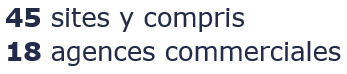 45 sites y compris
18 agences commerciales